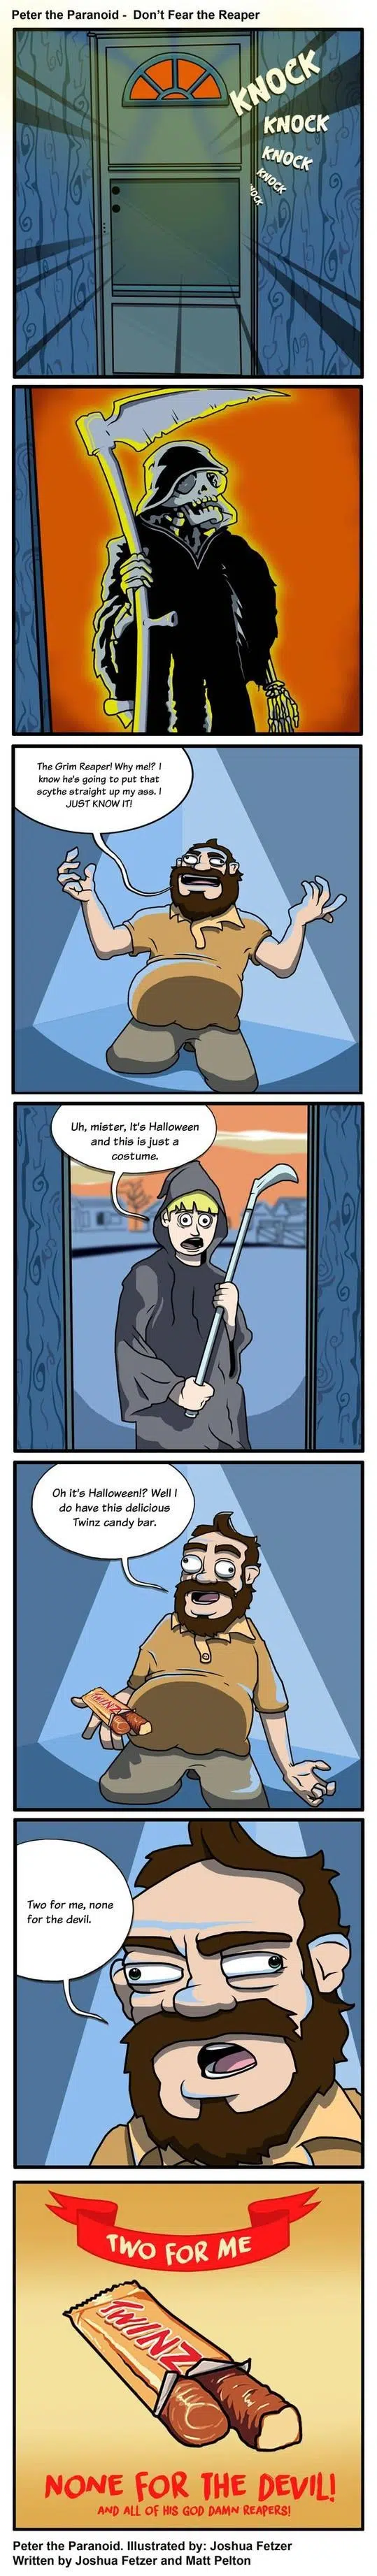 Peter the Paranoid - Don't Fear the Reaper
KNOCK
KNOCK
KNOCK
KNOCK
KNOCK
The Grim Reaper! Why me!? I
know he's going to put that
scythe straight up my ass. I
JUST KNOW IT!
Uh, mister, It's Halloween
and this is just a
costume.
Oh it's Halloween!? Well I
do have this delicious
Twinz candy bar.
TWINZ
Two for me, none
for the devil.
TWO FOR ME
TWINZ
NONE FOR THE DEVIL!
AND ALL OF HIS GOD DAMN REAPERS!
Peter the Paranoid. Illustrated by: Joshua Fetzer
Written by Joshua Fetzer and Matt Pelton